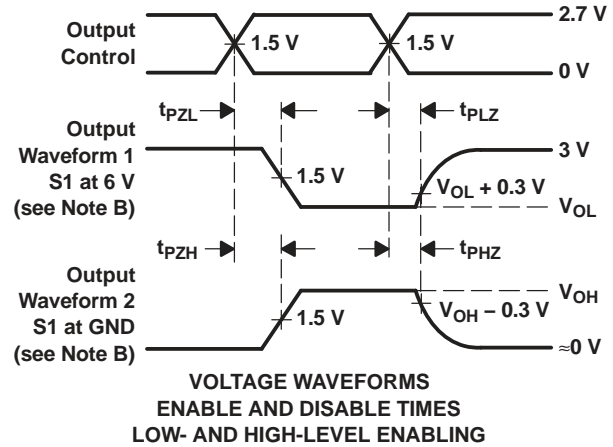 Output
Control
1.5 V
1.5 V
2.7 V
0 V
tPZL
tPLZ
Output
Waveform 1
S1 at 6 V
(see Note B)
1.5 V
3 V
VOL + 0.3 V
VOL
tPZH
tPHZ
Output
Waveform 2
S1 at GND
(see Note B)
1.5 V
VOH
VOH − 0.3 V
≈0 V
VOLTAGE WAVEFORMS
ENABLE AND DISABLE TIMES
LOW- AND HIGH-LEVEL ENABLING